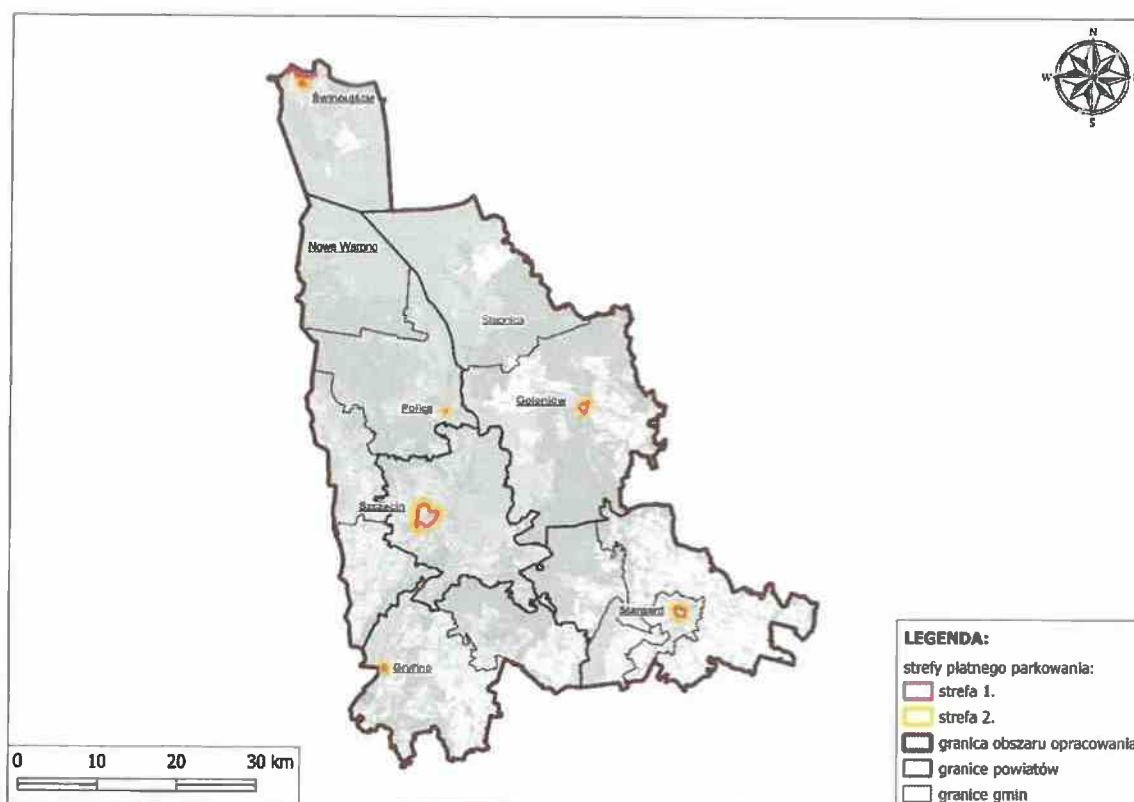 N
W
S
Świnoujście
Nowe Warpno
Stepnica
Police
Goleniów
Szczecin
Stargard
Gryfino
LEGENDA:
strefy płatnego parkowania:
strefa 1.
strefa 2.
granica obszaru opracowania
granice powiatów
granice gmin
0 10 20 30 km